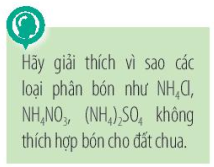 Hãy giải thích vì sao các
loại phân bón như NH₄Cl,
NH₄NO₃, (NH₄)₂SO₄ không
thích hợp bón cho đất chua.